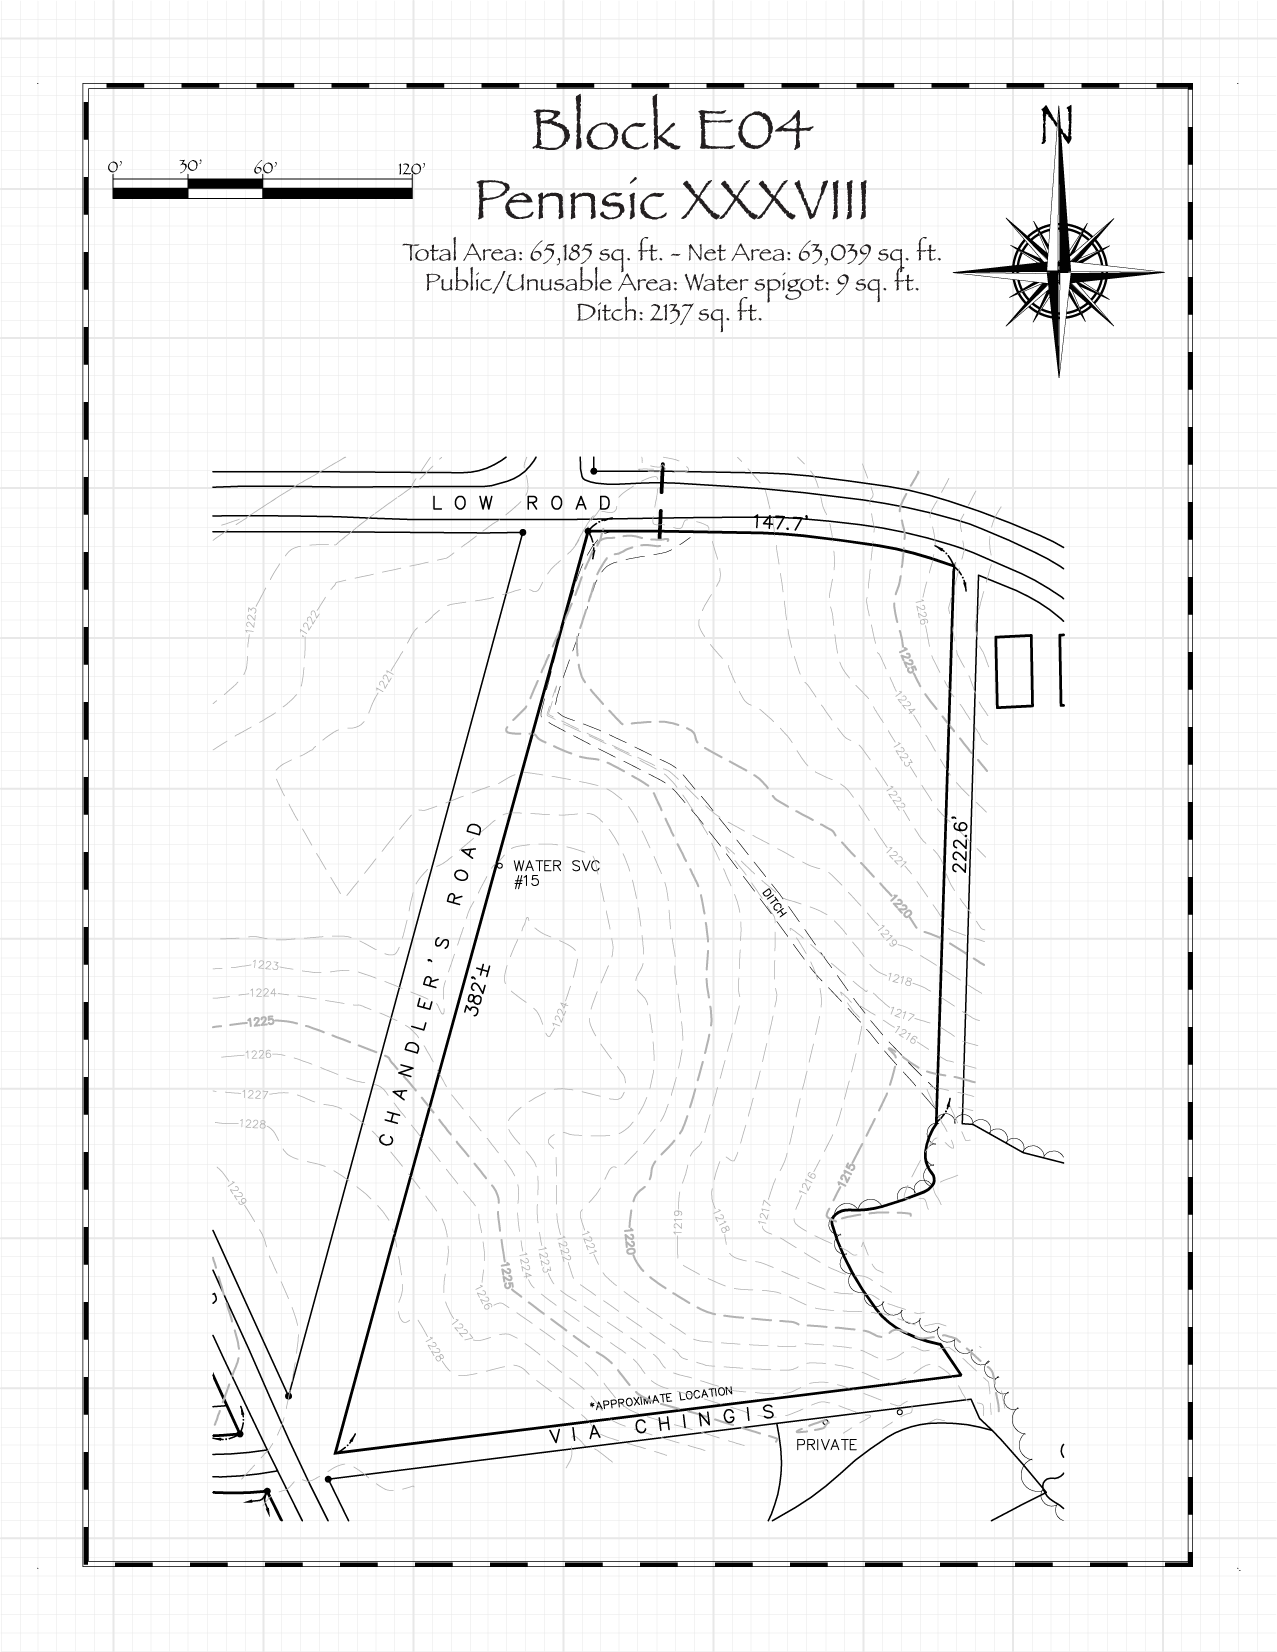 Block E04
N
0' 30' 60' 120'
Pennsic XXXVIII
Total Area: 65,185 sq. ft. - Net Area: 63,039 sq. ft.
Public/Unusable Area: Water spigot: 9 sq. ft.
Ditch: 2137 sq. ft.
LOW ROAD
147.7'
1223
1222
1226
1225
1221
1224
1223
1222
CHANDLER'S ROAD
222.6'
1221
WATER SVC
#15
DITCH
1220
1219
1223
382'±
1218
1224
1224
1217
1225
1216
1226
1227
1228
1229
1215
1216
1217
1218
1219
1220
1221
1222
1223
1224
1225
1226
1227
1228
*APPROXIMATE LOCATION
VIA CHINGIS
PRIVATE